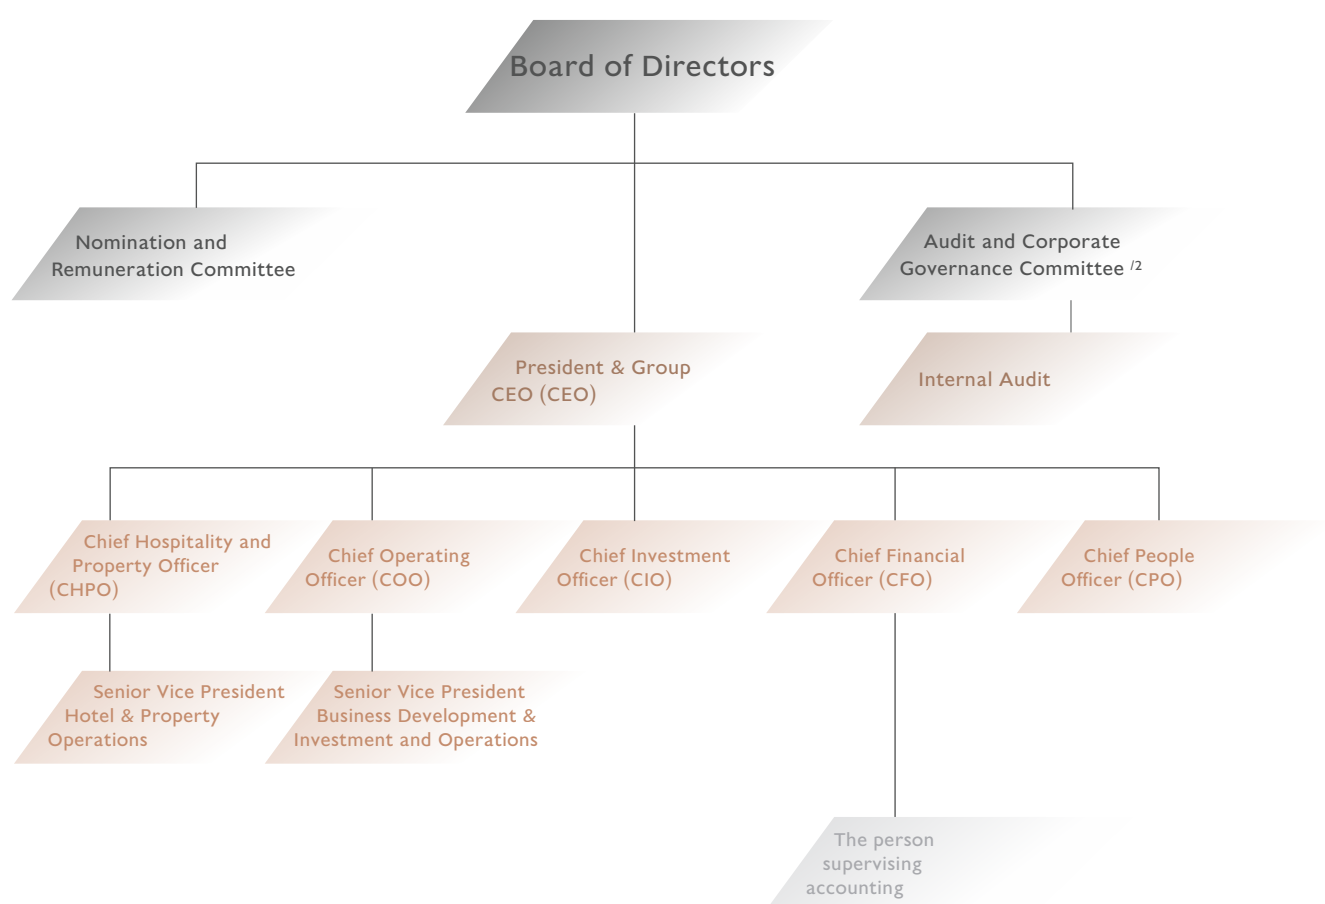 Board of Directors
Nomination and
Remuneration Committee
Audit and Corporate
Governance Committee /2
President & Group
CEO (CEO)
Internal Audit
Chief Hospitality and
Property Officer
(CHPO)
Chief Operating
Officer (COO)
Chief Investment
Officer (CIO)
Chief Financial
Officer (CFO)
Chief People
Officer (CPO)
Senior Vice President
Hotel & Property
Operations
Senior Vice President
Business Development &
Investment and Operations
The person
supervising
accounting